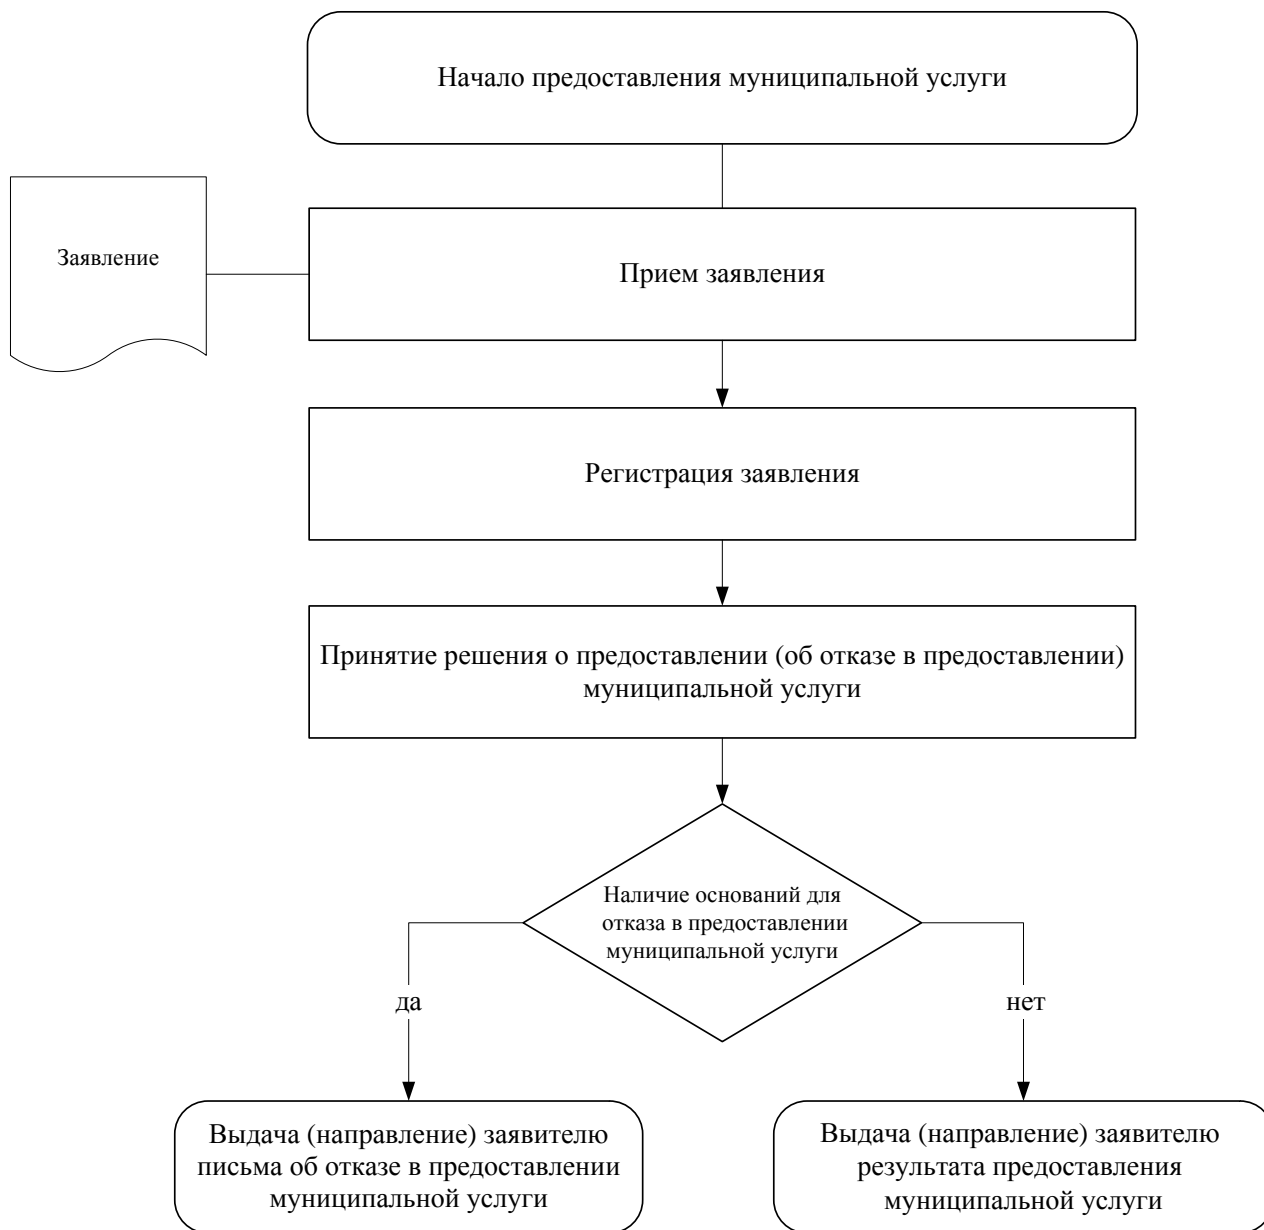 Начало предоставления муниципальной услуги
Заявление
Прием заявления
Регистрация заявления
Принятие решения о предоставлении (об отказе в предоставлении)
муниципальной услуги
Наличие оснований для
отказа в предоставлении
муниципальной услуги
да
нет
Выдача (направление) заявителю
письма об отказе в предоставлении
муниципальной услуги
Выдача (направление) заявителю
результата предоставления
муниципальной услуги